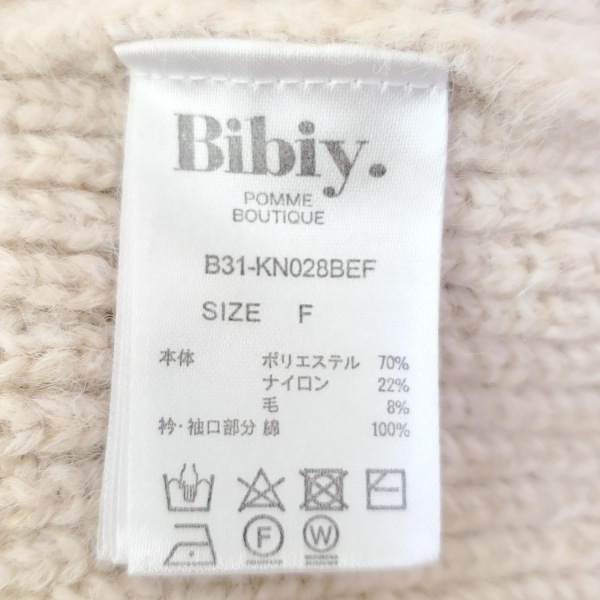 Bibiy.
POMME
BOUTIQUE
B31-KN028BEF
SIZE F
本体 ポリエステル 70%
ナイロン 22%
毛 8%
衿・袖口部分 綿 100%
F W